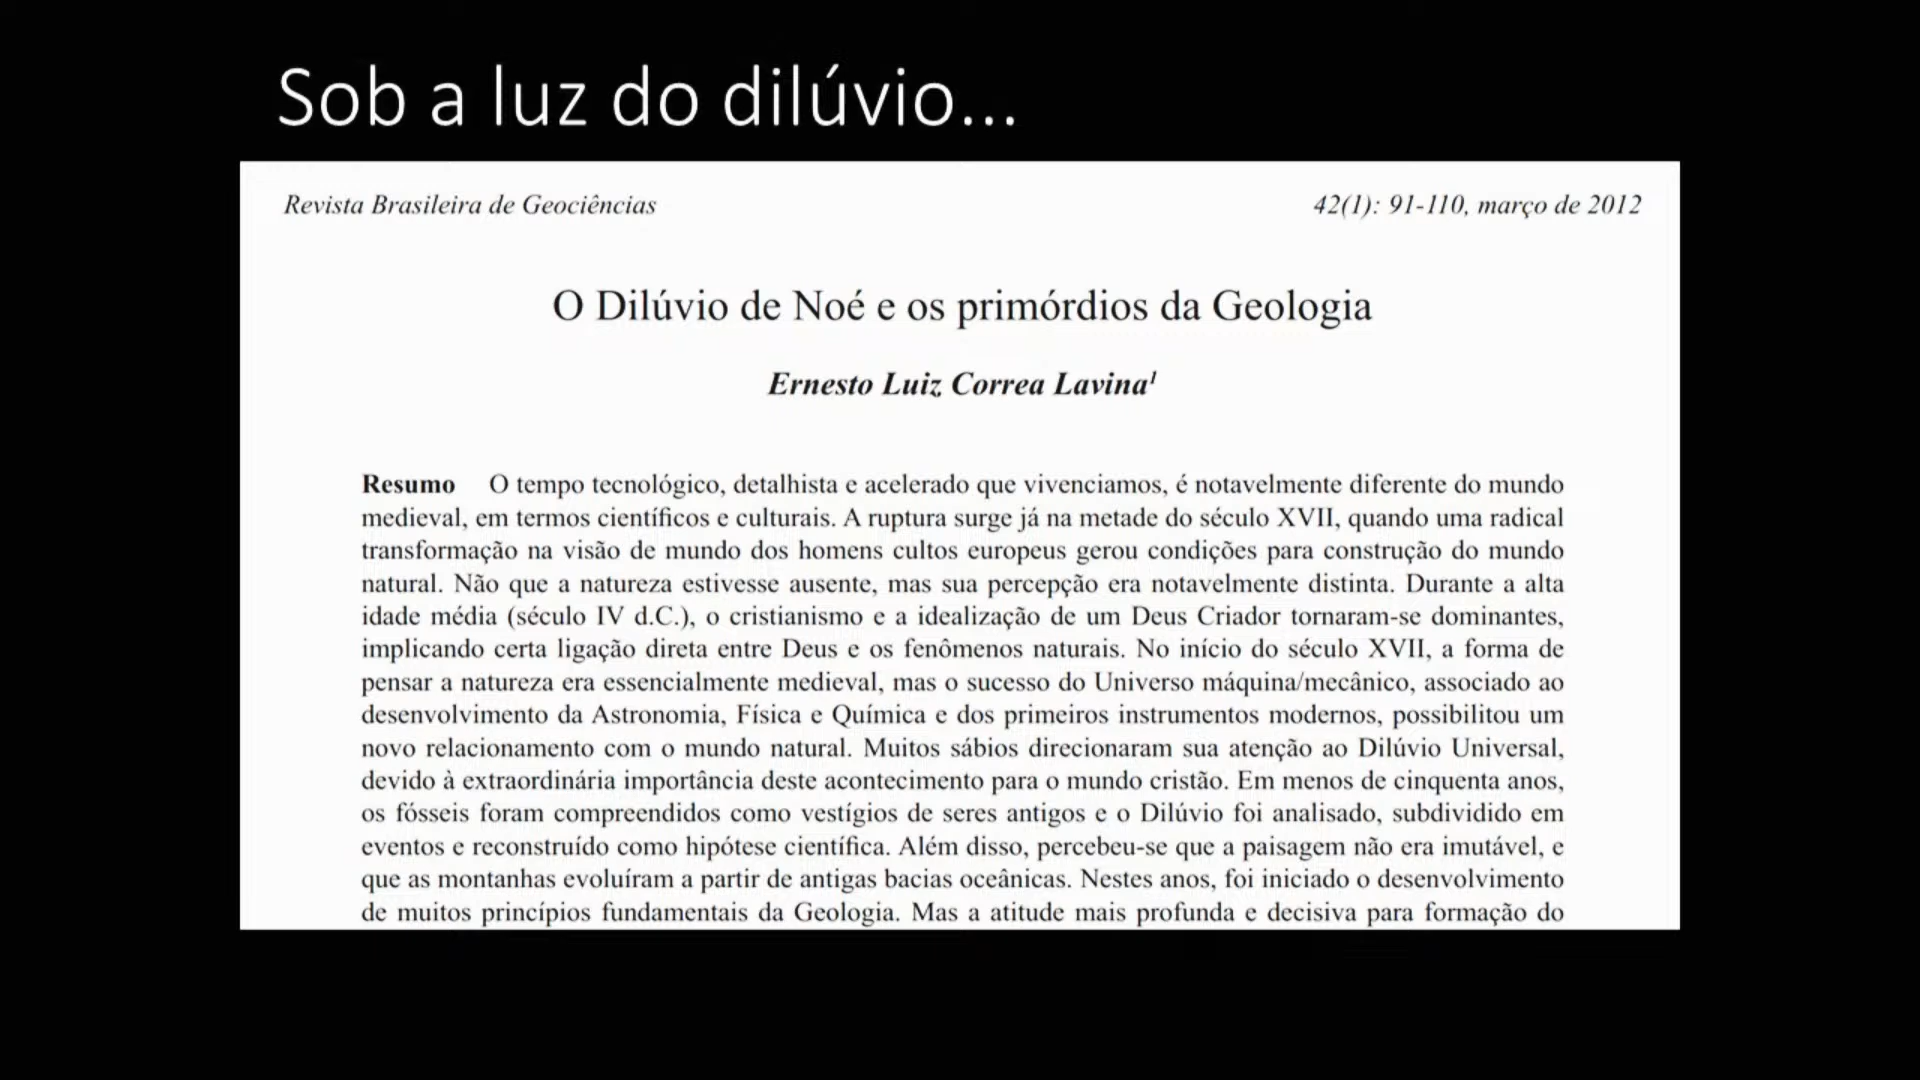 Sob a luz do dilúvio...
Revista Brasileira de Geociências 42(1): 91-110, março de 2012
O Dilúvio de Noé e os primórdios da Geologia
Ernesto Luiz Correa Lavina¹
Resumo O tempo tecnológico, detalhista e acelerado que vivenciamos, é notavelmente diferente do mundo
medieval, em termos científicos e culturais. A ruptura surge já na metade do século XVII, quando uma radical
transformação na visão de mundo dos homens cultos europeus gerou condições para construção do mundo
natural. Não que a natureza estivesse ausente, mas sua percepção era notavelmente distinta. Durante a alta
idade média (século IV d.C.), o cristianismo e a idealização de um Deus Criador tornaram-se dominantes,
implicando certa ligação direta entre Deus e os fenômenos naturais. No início do século XVII, a forma de
pensar a natureza era essencialmente medieval, mas o sucesso do Universo máquina/mecânico, associado ao
desenvolvimento da Astronomia, Física e Química e dos primeiros instrumentos modernos, possibilitou um
novo relacionamento com o mundo natural. Muitos sábios direcionaram sua atenção ao Dilúvio Universal,
devido à extraordinária importância deste acontecimento para o mundo cristão. Em menos de cinquenta anos,
os fósseis foram compreendidos como vestígios de seres antigos e o Dilúvio foi analisado, subdividido em
eventos e reconstruído como hipótese científica. Além disso, percebeu-se que a paisagem não era imutável, e
que as montanhas evoluíram a partir de antigas bacias oceânicas. Nestes anos, foi iniciado o desenvolvimento
de muitos princípios fundamentais da Geologia. Mas a atitude mais profunda e decisiva para formação do